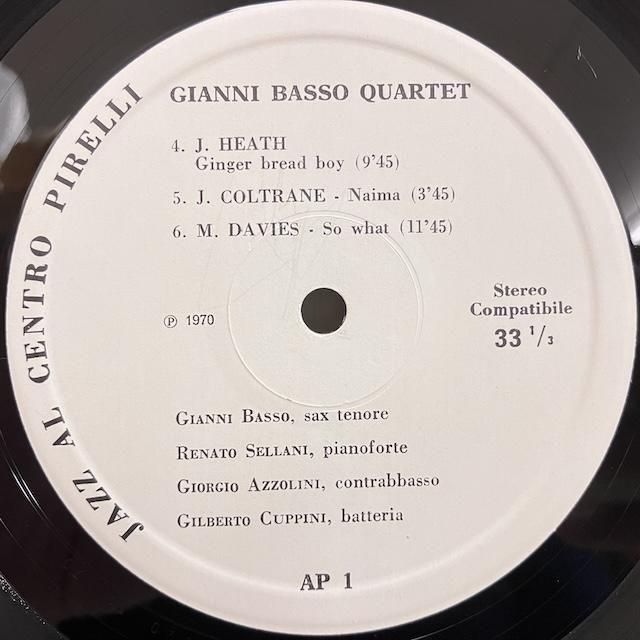 JAZZ AL CENTRO PIRELLI
GIANNI BASSO QUARTET
4. J. HEATH
Ginger bread boy (9'45)
5. J. COLTRANE - Naima (3'45)
6. M. DAVIES - So what (11'45)
℗ 1970
Stereo
Compatibile
33 1/3
GIANNI BASSO, sax tenore
RENATO SELLANI, pianoforte
GIORGIO AZZOLINI, contrabbasso
GILBERTO CUPPINI, batteria
AP 1